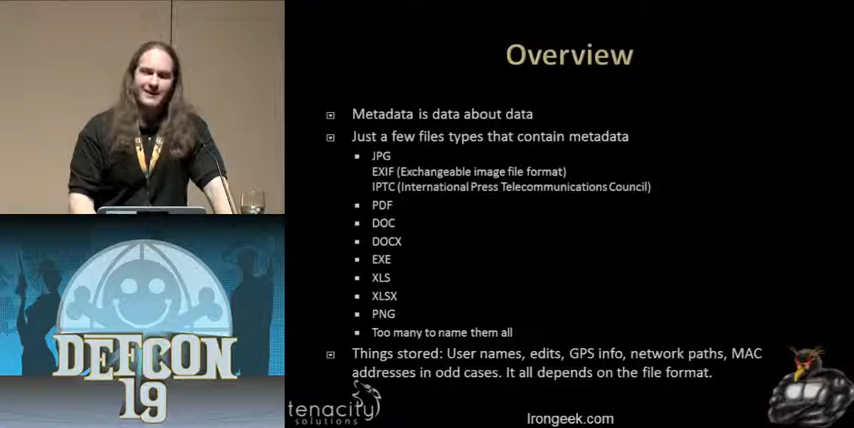 Overview
Metadata is data about data
Just a few files types that contain metadata
JPG
EXIF (Exchangeable image file format)
IPTC (International Press Telecommunications Council)
PDF
DOC
DOCX
EXE
XLS
XLSX
PNG
Too many to name them all
Things stored: User names, edits, GPS info, network paths, MAC
addresses in odd cases. It all depends on the file format.
DEFCON
19
tenacity
solutions
Irongeek.com